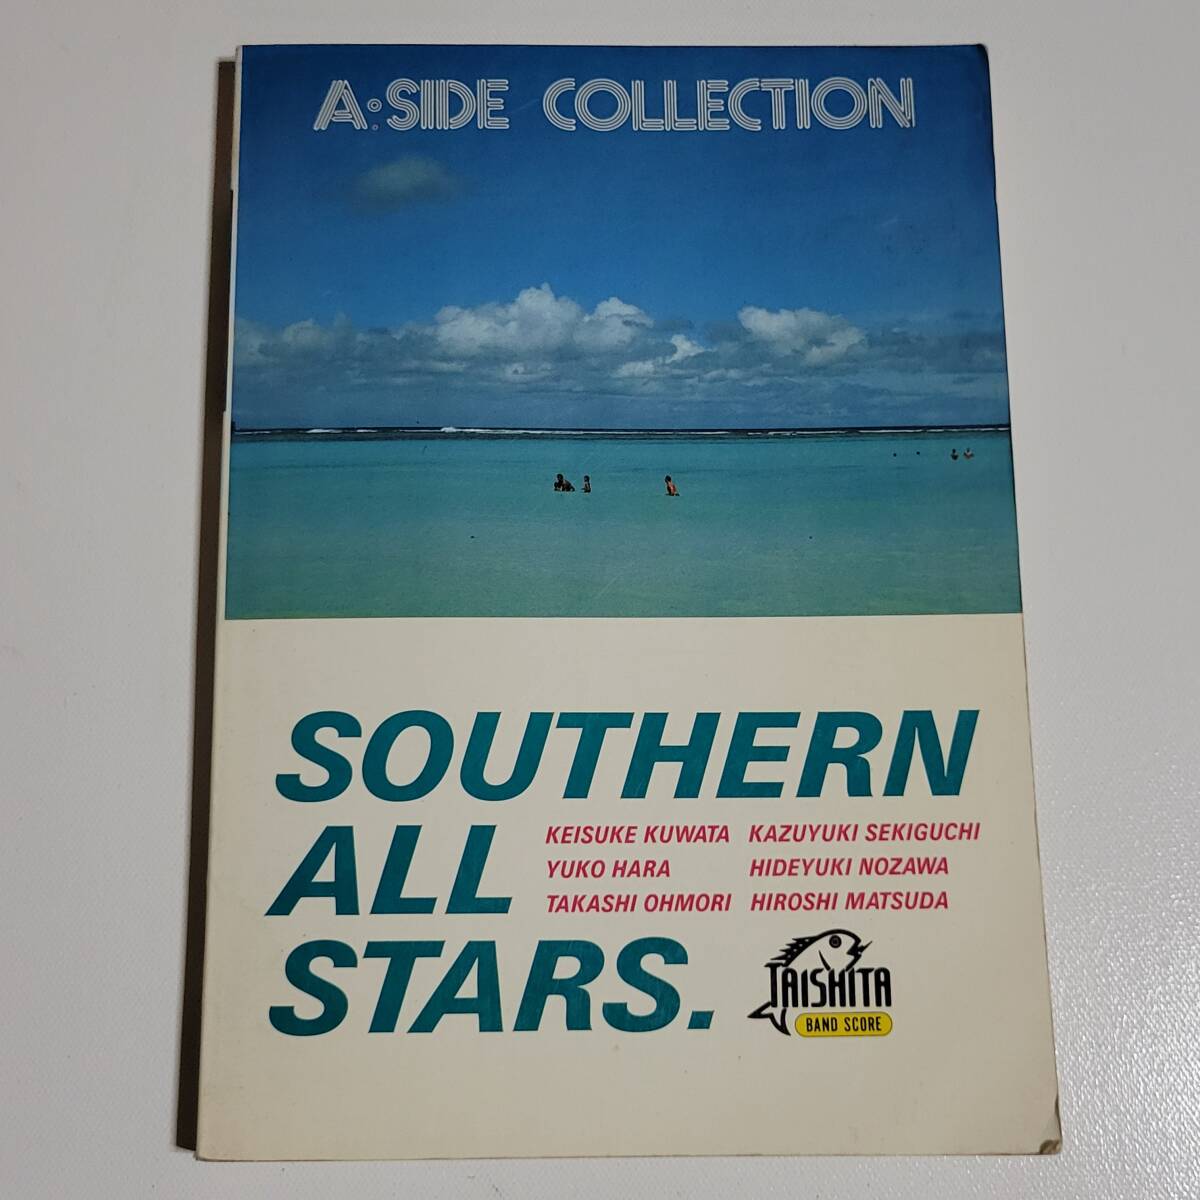 A:SIDE COLLECTION
SOUTHERN
ALL
STARS.
KEISUKE KUWATA KAZUYUKI SEKIGUCHI
YUKO HARA HIDEYUKI NOZAWA
TAKASHI OHMORI HIROSHI MATSUDA
TAISHITA
BAND SCORE